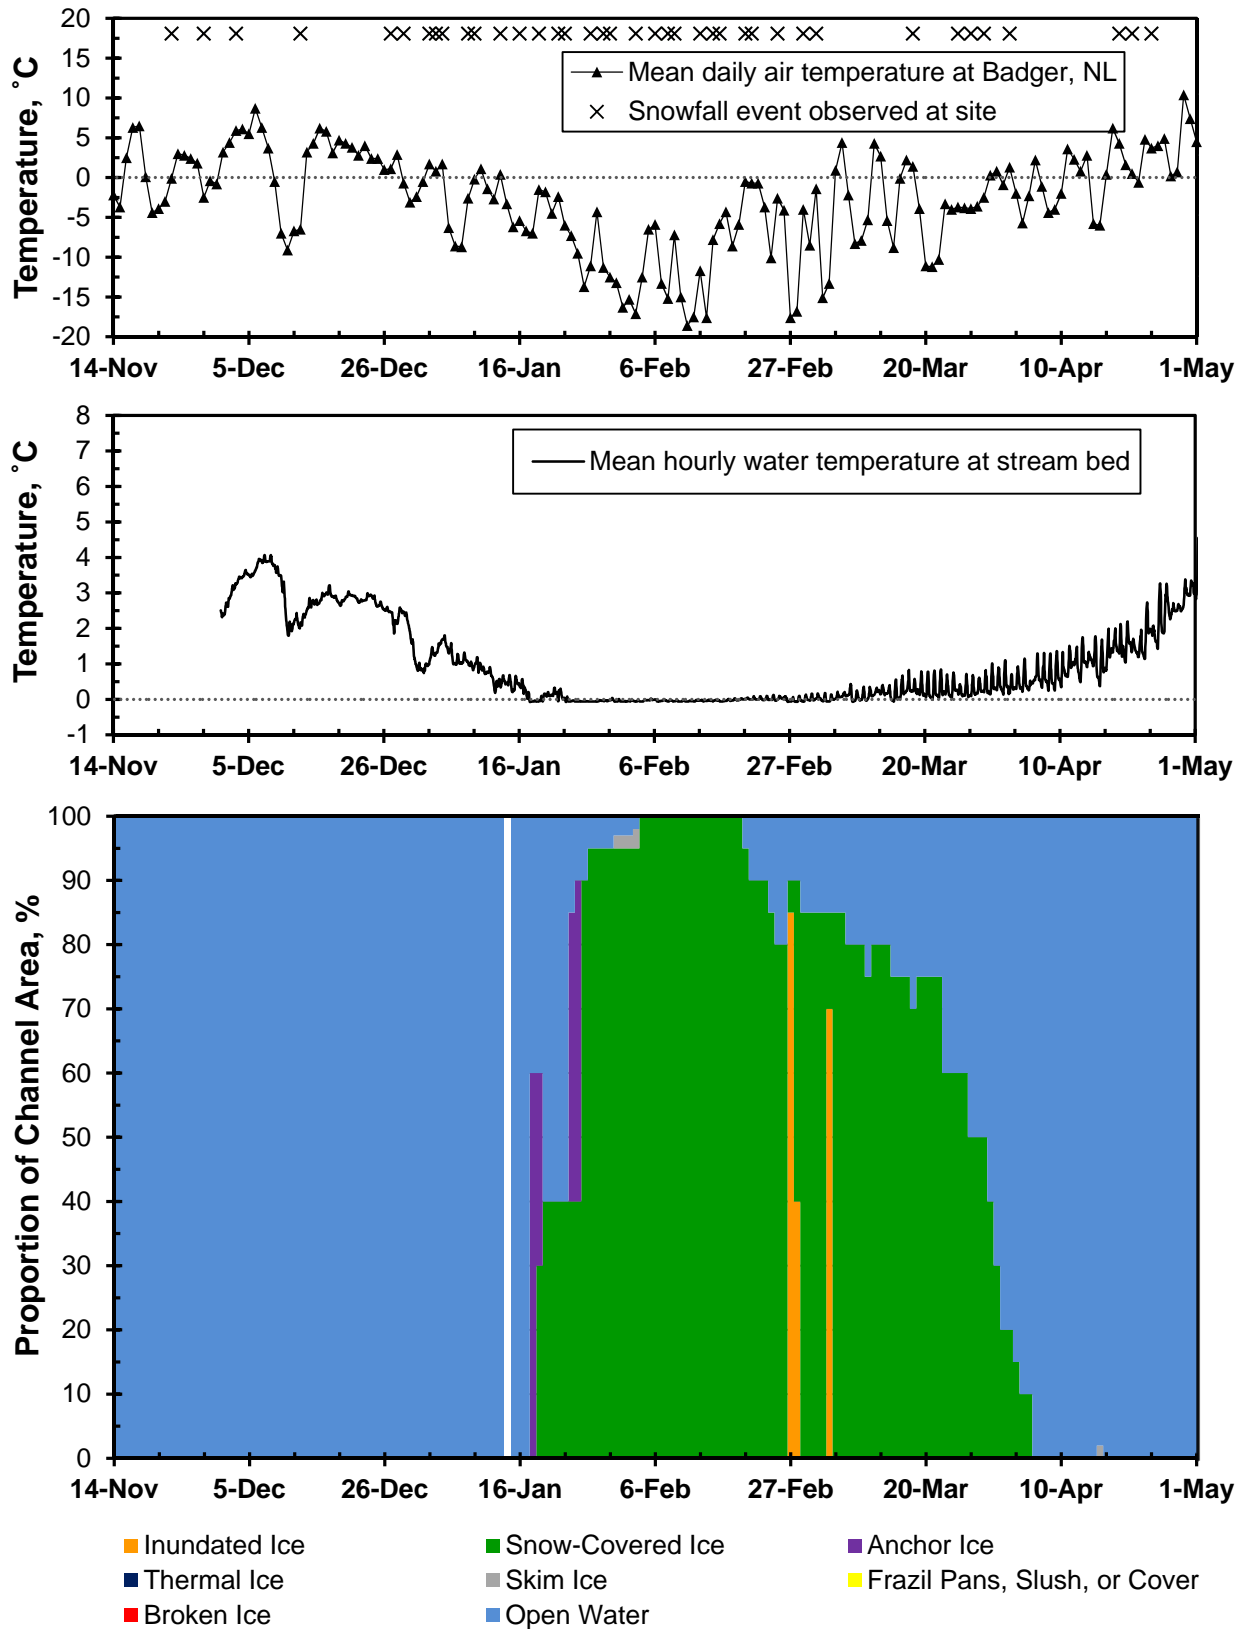 20
15
10
5
0
-5
-10
-15
-20
Temperature, ˚C
Mean daily air temperature at Badger, NL
Snowfall event observed at site
14-Nov 5-Dec 26-Dec 16-Jan 6-Feb 27-Feb 20-Mar 10-Apr 1-May
8
7
6
5
4
3
2
1
0
-1
Temperature, ˚C
Mean hourly water temperature at stream bed
14-Nov 5-Dec 26-Dec 16-Jan 6-Feb 27-Feb 20-Mar 10-Apr 1-May
100
90
80
70
60
50
40
30
20
10
0
Proportion of Channel Area, %
14-Nov 5-Dec 26-Dec 16-Jan 6-Feb 27-Feb 20-Mar 10-Apr 1-May
Inundated Ice Snow-Covered Ice Anchor Ice
Thermal Ice Skim Ice Frazil Pans, Slush, or Cover
Broken Ice Open Water